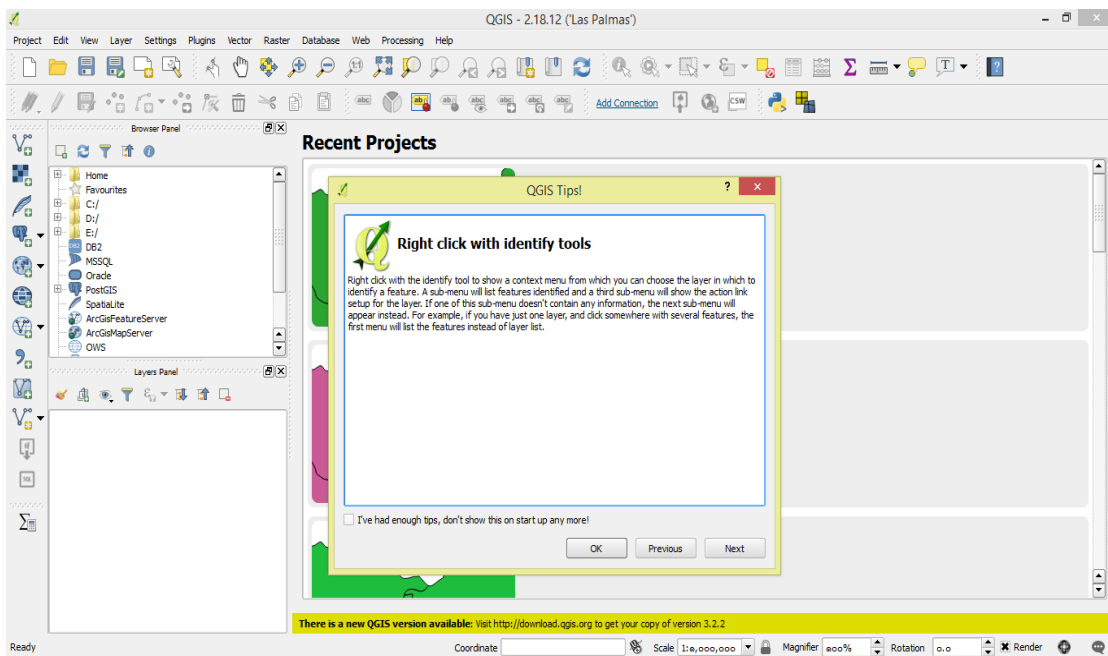 QGIS - 2.18.12 ('Las Palmas')
Project Edit View Layer Settings Plugins Vector Raster Database Web Processing Help
Add Connection
CSW
Browser Panel
Home
Favourites
C:/
D:/
E:/
DB2
MSSQL
Oracle
PostGIS
SpatiaLite
ArcGisFeatureServer
ArcGisMapServer
OWS
Layers Panel
Recent Projects
QGIS Tips!
Right click with identify tools
Right click with the identify tool to show a context menu from which you can choose the layer in which to
identify a feature. A sub-menu will list features identified and a third sub-menu will show the action link
setup for the layer. If one of this sub-menu doesn't contain any information, the next sub-menu will
appear instead. For example, if you have just one layer, and click somewhere with several features, the
first menu will list the features instead of layer list.
I've had enough tips, don't show this on start up any more!
OK Previous Next
There is a new QGIS version available: Visit http://download.qgis.org to get your copy of version 3.2.2
Ready Coordinate Scale Magnifier Rotation 0.0 Render